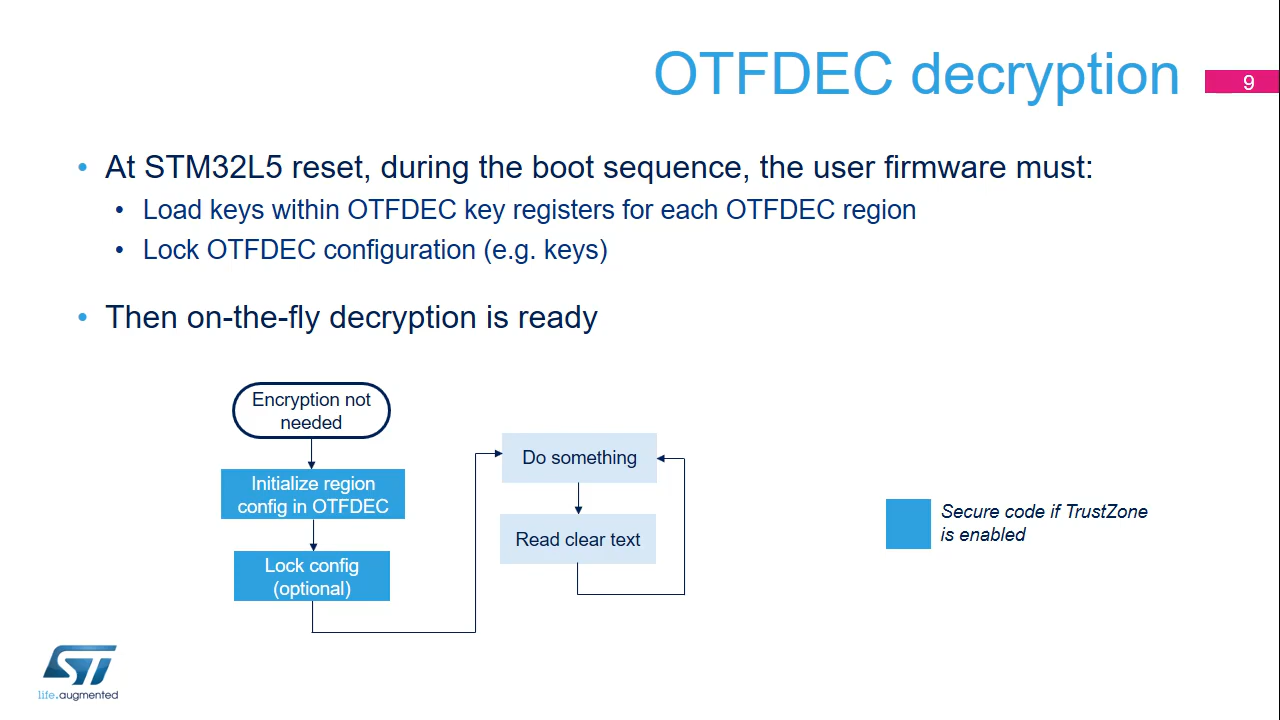 OTFDEC decryption
9
• At STM32L5 reset, during the boot sequence, the user firmware must:
• Load keys within OTFDEC key registers for each OTFDEC region
• Lock OTFDEC configuration (e.g. keys)
• Then on-the-fly decryption is ready
Encryption not
needed
Initialize region
config in OTFDEC
Lock config
(optional)
Do something
Read clear text
Secure code if TrustZone
is enabled
ST
life.augmented